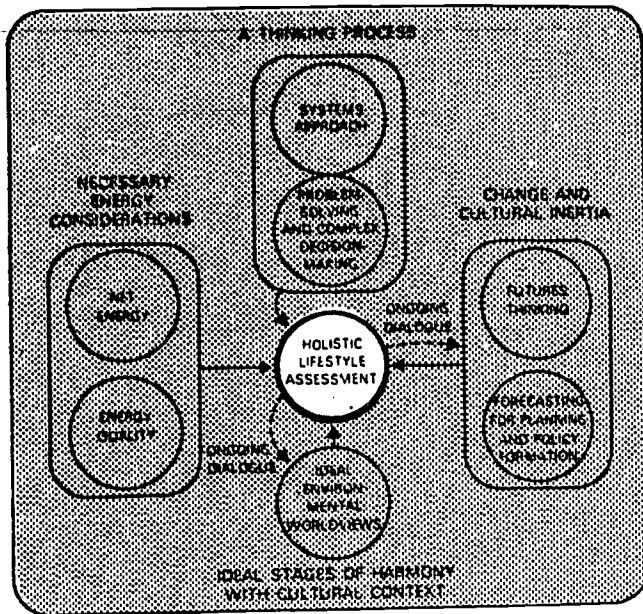 A THINKING PROCESS
SYSTEMS
APPROACH
PROBLEM-
SOLVING
AND COMPLEX
DECISION-
MAKING
NECESSARY
ENERGY
CONSIDERATIONS
NET
ENERGY
ENERGY
QUALITY
CHANGE AND
CULTURAL INERTIA
FUTURES
THINKING
FORECASTING
FOR PLANNING
AND POLICY
FORMATION
ONGOING
DIALOGUE
HOLISTIC
LIFESTYLE
ASSESSMENT
ONGOING
DIALOGUE
IDEAL
ENVIRON-
MENTAL
WORLDVIEWS
IDEAL STAGES OF HARMONY
WITH CULTURAL CONTEXT